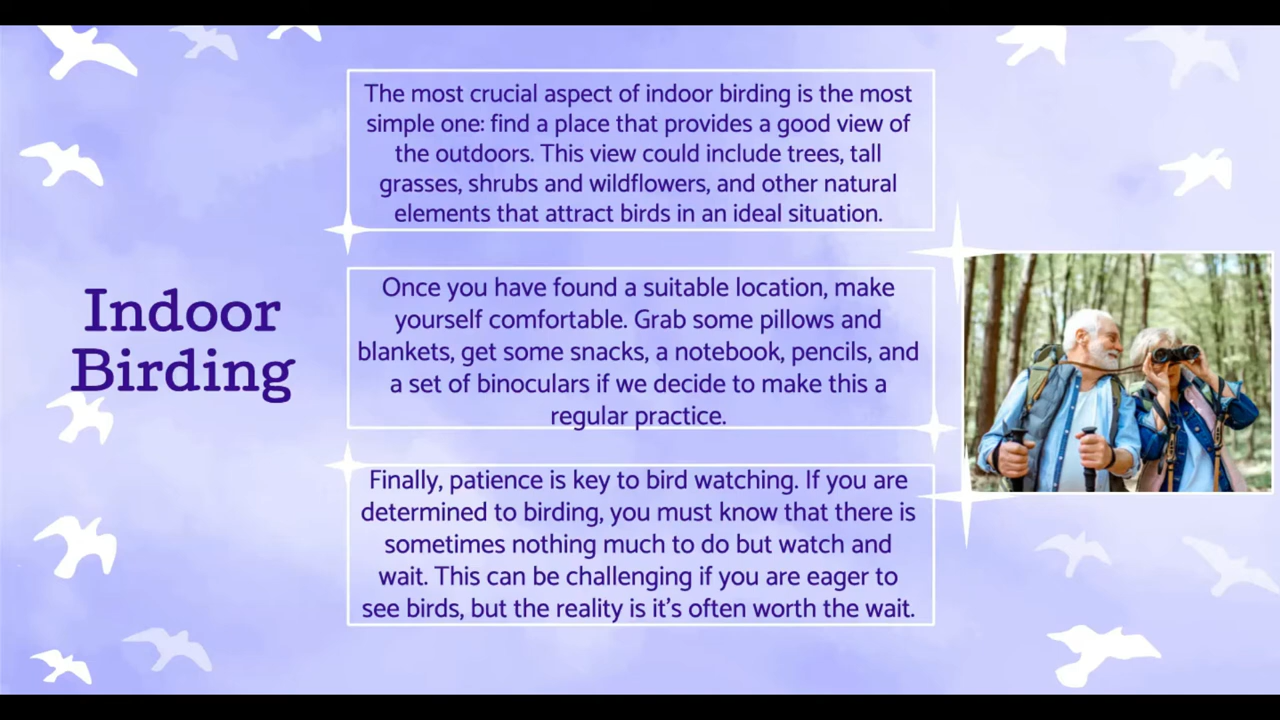 Indoor
Birding
The most crucial aspect of indoor birding is the most
simple one: find a place that provides a good view of
the outdoors. This view could include trees, tall
grasses, shrubs and wildflowers, and other natural
elements that attract birds in an ideal situation.
Once you have found a suitable location, make
yourself comfortable. Grab some pillows and
blankets, get some snacks, a notebook, pencils, and
a set of binoculars if we decide to make this a
regular practice.
Finally, patience is key to bird watching. If you are
determined to birding, you must know that there is
sometimes nothing much to do but watch and
wait. This can be challenging if you are eager to
see birds, but the reality is it's often worth the wait.